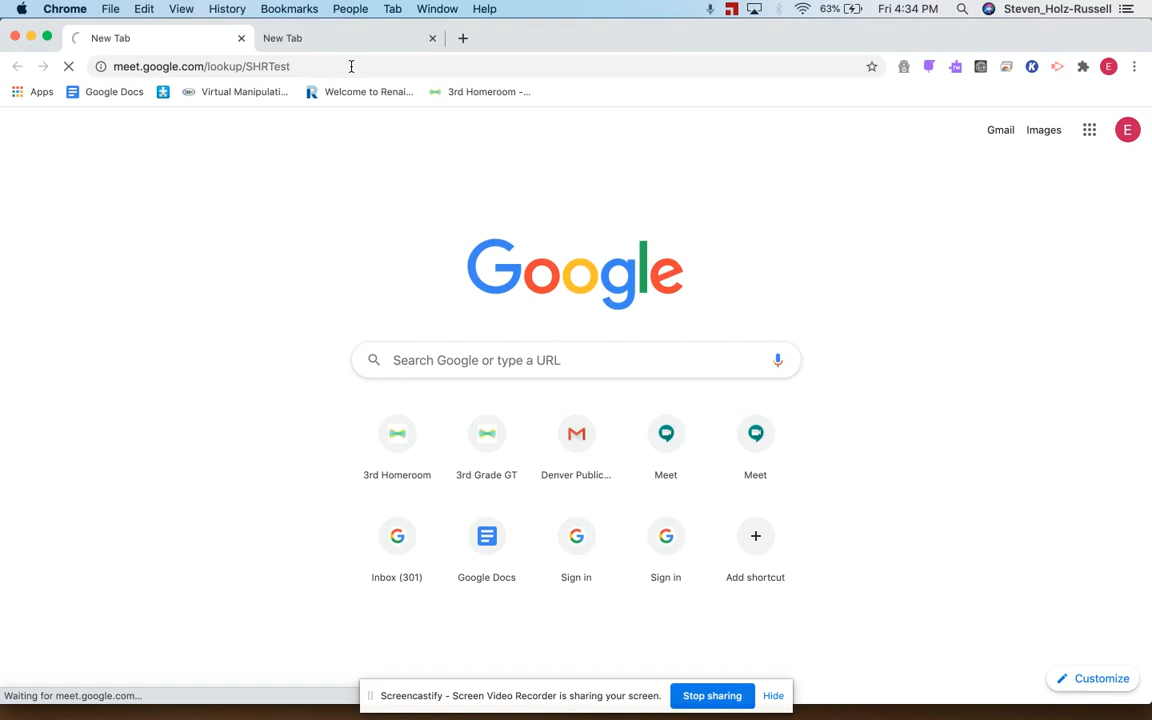 Chrome File Edit View History Bookmarks People Tab Window Help 63% Fri 4:34 PM Steven_Holz-Russell
New Tab New Tab
meet.google.com/lookup/SHRTest E
Apps Google Docs Virtual Manipulati... Welcome to Renai... 3rd Homeroom -...
Gmail Images E
Google
Search Google or type a URL
3rd Homeroom 3rd Grade GT Denver Public... Meet Meet
Inbox (301) Google Docs Sign in Sign in Add shortcut
Customize
Waiting for meet.google.com... Screencastify - Screen Video Recorder is sharing your screen. Stop sharing Hide